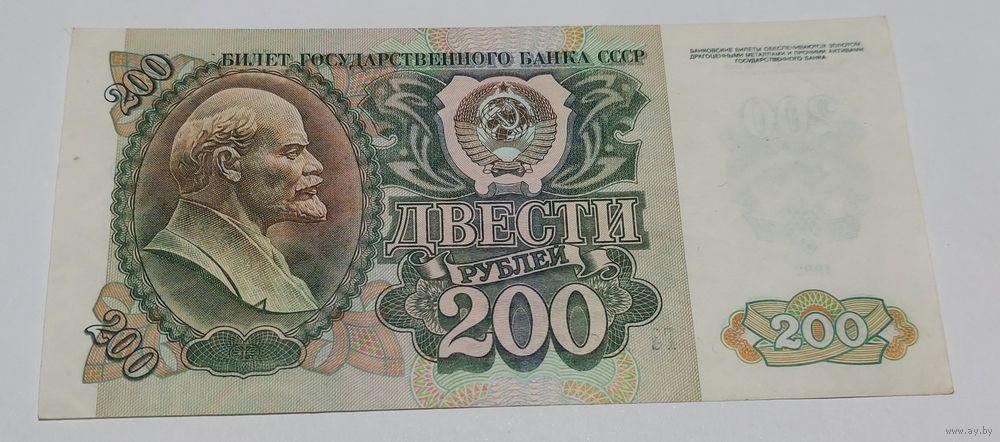 200
БИЛЕТ ГОСУДАРСТВЕННОГО БАНКА СССР
БАНКОВСКИЕ БИЛЕТЫ ОБЕСПЕЧИВАЮТСЯ ЗОЛОТОМ,
ДРАГОЦЕННЫМИ МЕТАЛЛАМИ И ПРОЧИМИ АКТИВАМИ
ГОСУДАРСТВЕННОГО БАНКА
ДВЕСТИ
РУБЛЕЙ
200
200
200
www.ay.by